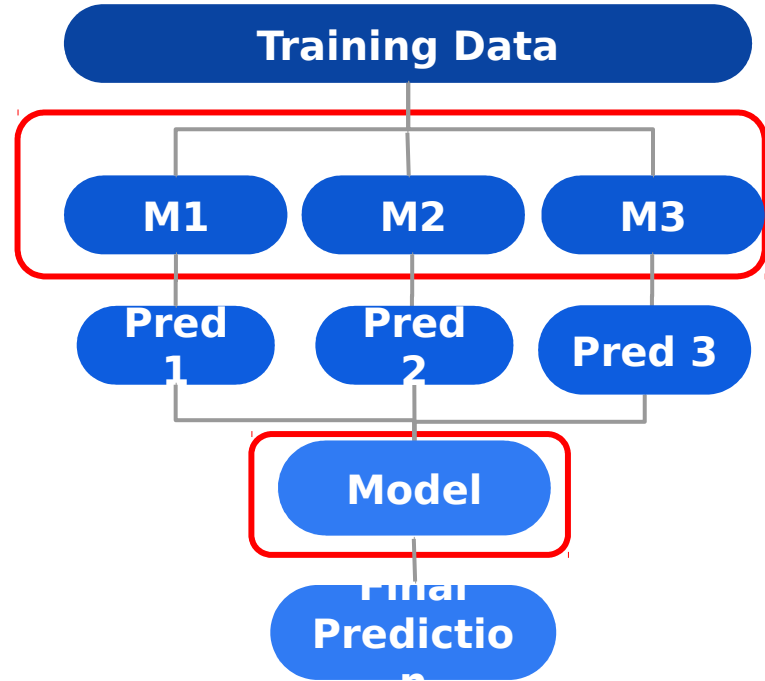 Training Data
M1 M2 M3
Pred
1
Pred
2
Pred 3
Model
Final
Predictio
n